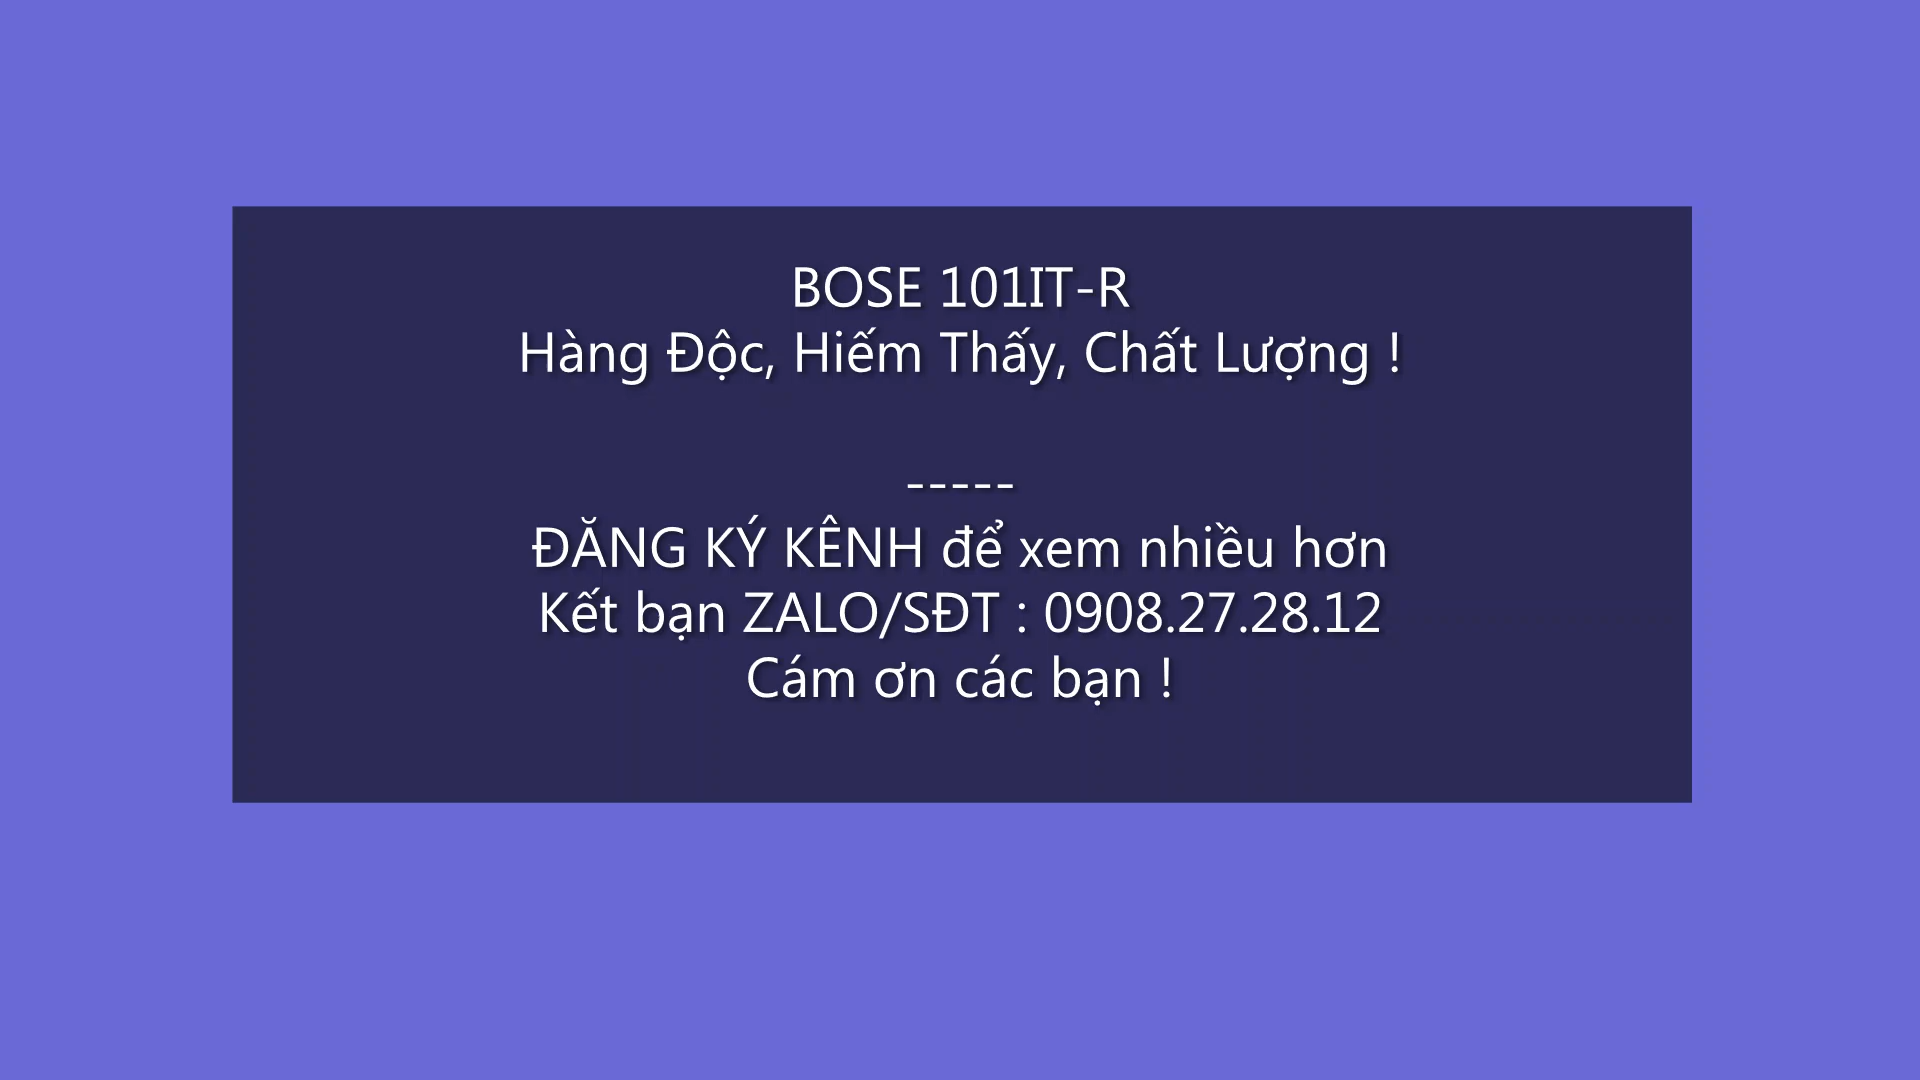 BOSE 101IT-R
Hàng Độc, Hiếm Thấy, Chất Lượng !
-----
ĐĂNG KÝ KÊNH để xem nhiều hơn
Kết bạn ZALO/SĐT : 0908.27.28.12
Cám ơn các bạn !